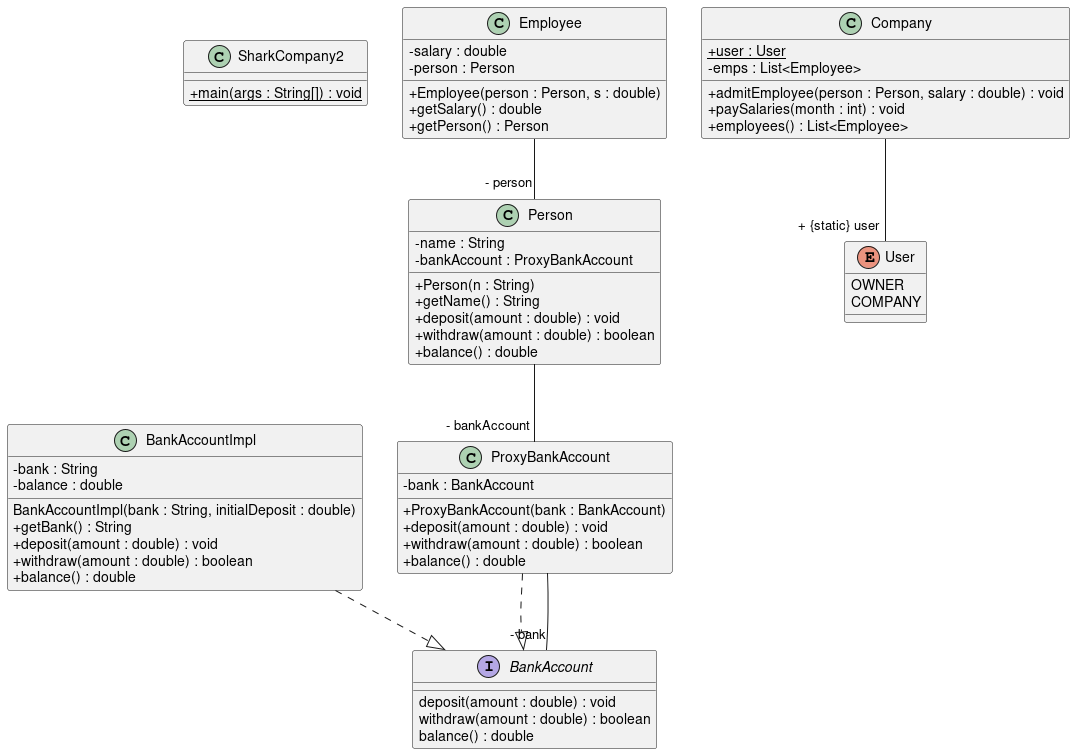 C SharkCompany2
+main(args : String[]) : void
C Employee
-salary : double
-person : Person
+Employee(person : Person, s : double)
+getSalary() : double
+getPerson() : Person
C Company
+user : User
-emps : List<Employee>
+admitEmployee(person : Person, salary : double) : void
+paySalaries(month : int) : void
+employees() : List<Employee>
- person
+ {static} user
C Person
-name : String
-bankAccount : ProxyBankAccount
+Person(n : String)
+getName() : String
+deposit(amount : double) : void
+withdraw(amount : double) : boolean
+balance() : double
E User
OWNER
COMPANY
- bankAccount
C BankAccountImpl
-bank : String
-balance : double
BankAccountImpl(bank : String, initialDeposit : double)
+getBank() : String
+deposit(amount : double) : void
+withdraw(amount : double) : boolean
+balance() : double
C ProxyBankAccount
-bank : BankAccount
+ProxyBankAccount(bank : BankAccount)
+deposit(amount : double) : void
+withdraw(amount : double) : boolean
+balance() : double
- bank
I BankAccount
deposit(amount : double) : void
withdraw(amount : double) : boolean
balance() : double